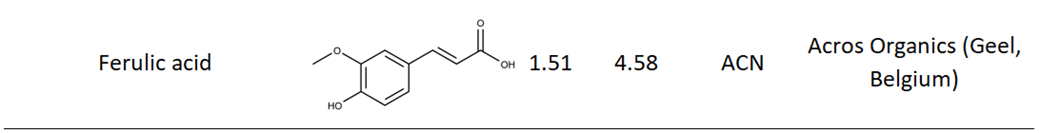 Ferulic acid O O OH HO 1.51 4.58 ACN Acros Organics (Geel,
Belgium)